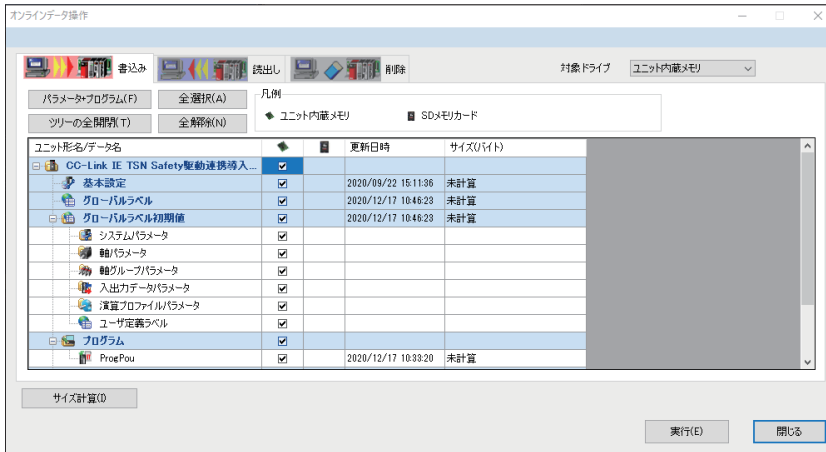 オンラインデータ操作
書込み 読出し 削除 対象ドライブ ユニット内蔵メモリ
パラメータ+プログラム(F) 全選択(A) 凡例
ツリーの全開閉(T) 全解除(N) ユニット内蔵メモリ SDメモリカード
ユニット形名/データ名 更新日時 サイズ(バイト)
CC-Link IE TSN Safety駆動連携導入...
基本設定 2020/09/22 15:11:36 未計算
グローバルラベル 2020/12/17 10:46:23 未計算
グローバルラベル初期値 2020/12/17 10:46:23 未計算
システムパラメータ
軸パラメータ
軸グループパラメータ
入出力データパラメータ
演算プロファイルパラメータ
ユーザ定義ラベル
プログラム
ProgPou 2020/12/17 10:33:20 未計算
サイズ計算(I)
実行(E) 閉じる